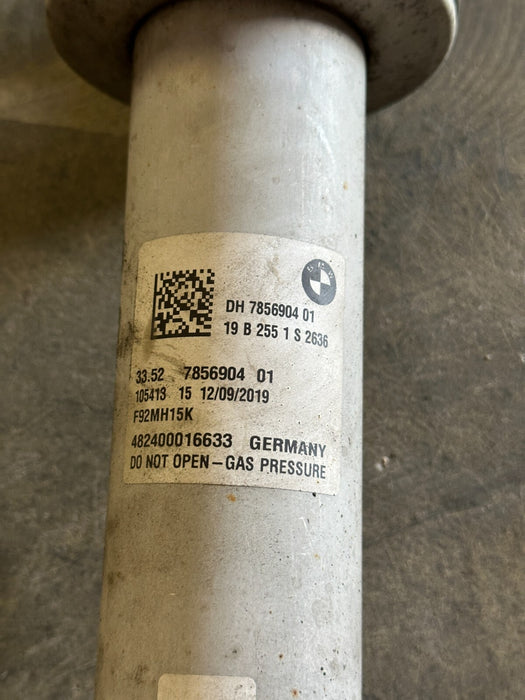 BMW
DH 7856904 01
19 B 255 1 S 2636
33.52 7856904 01
105413 15 12/09/2019
F92MH15K
482400016633 GERMANY
DO NOT OPEN – GAS PRESSURE